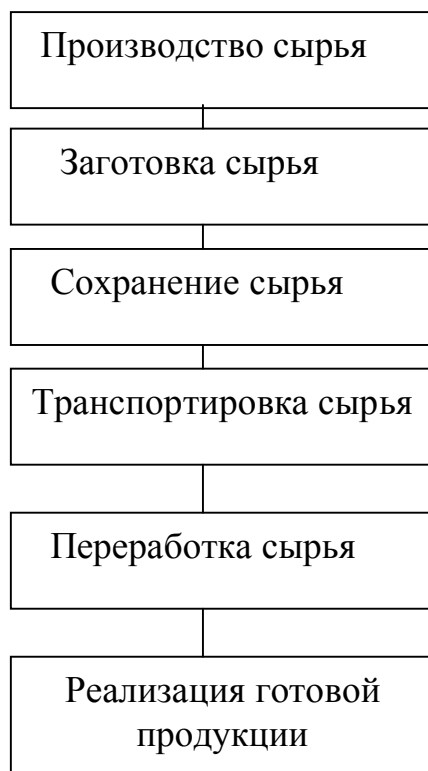 Производство сырья
Заготовка сырья
Сохранение сырья
Транспортировка сырья
Переработка сырья
Реализация готовой
продукции